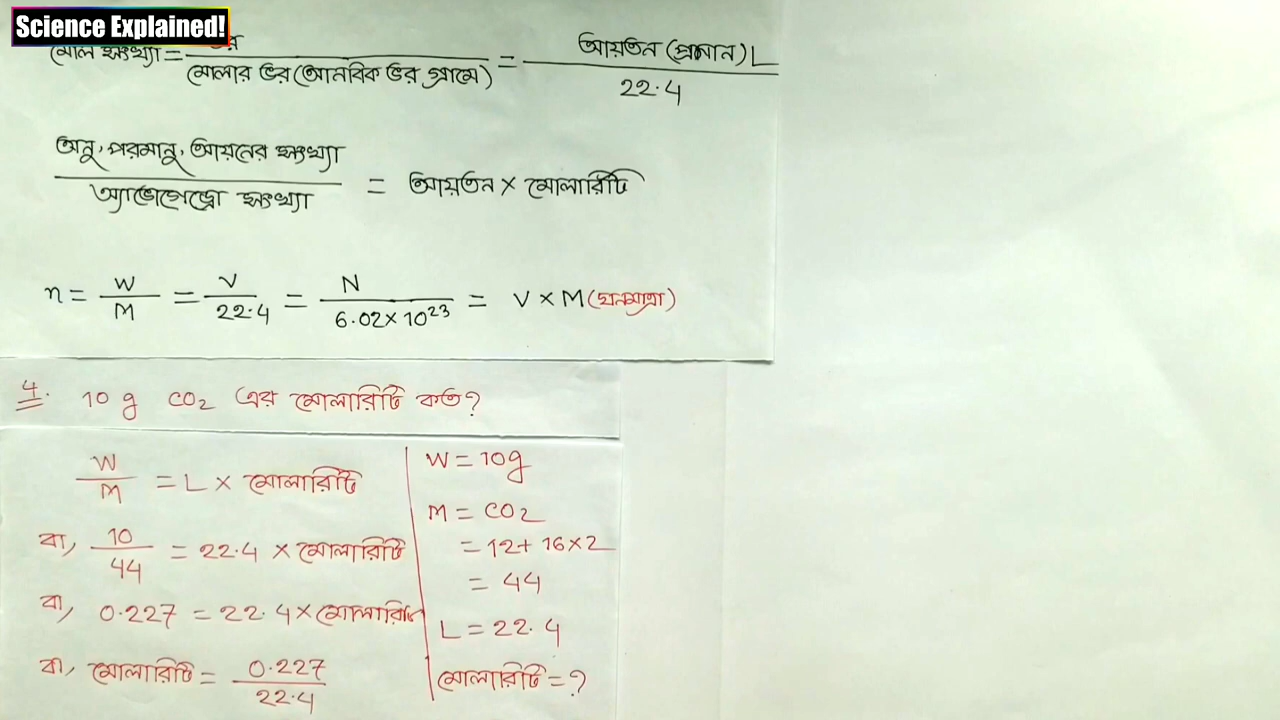 Science Explained!
মোল সংখ্যা = ভর / মোলার ভর (আনবিক ভর গ্রামে) = আয়তন (প্রমান) L / 22.4
অনু, পরমানু, আয়নের সংখ্যা / অ্যাভোগেড্রো সংখ্যা = আয়তন × মোলারিটি
n = W/M = V/22.4 = N/6.02×10²³ = V × M (ঘনমাত্রা)
4. 10 g CO₂ এর মোলারিটি কত?
W/M = L × মোলারিটি
বা, 10/44 = 22.4 × মোলারিটি
বা, 0.227 = 22.4 × মোলারিটি
বা, মোলারিটি = 0.227/22.4
W = 10g
M = CO₂
= 12 + 16×2
= 44
L = 22.4
মোলারিটি = ?